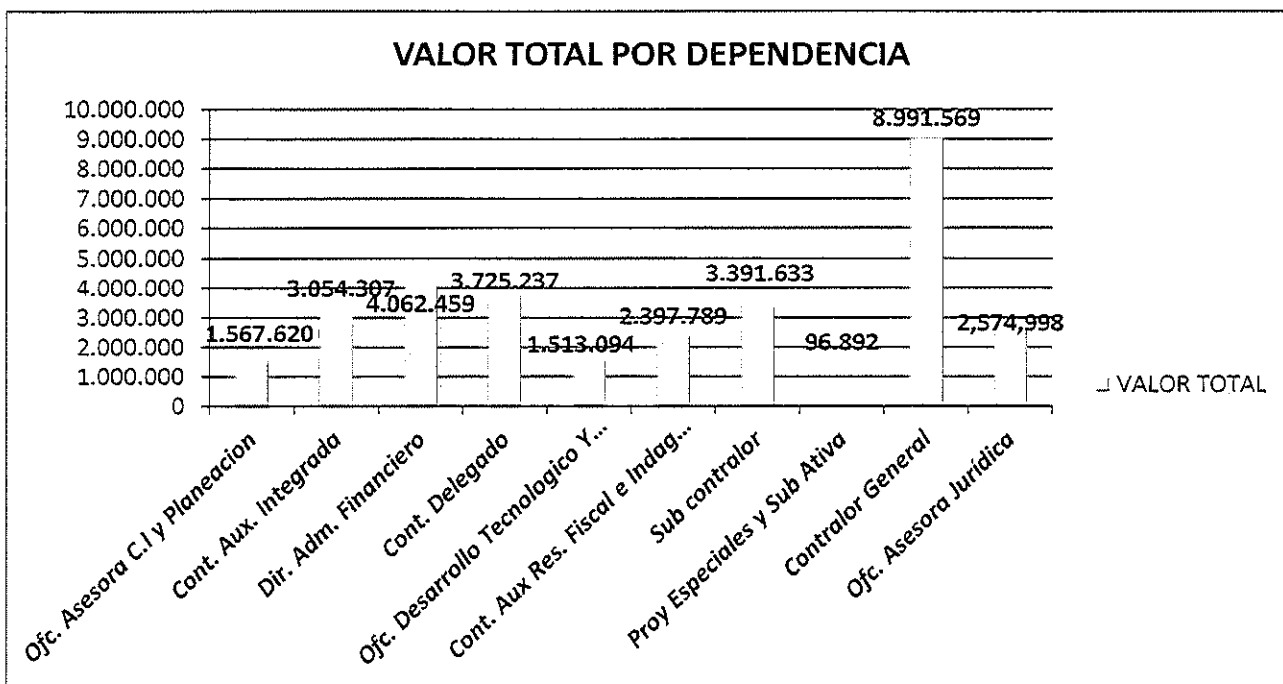 VALOR TOTAL POR DEPENDENCIA
10.000.000
9.000.000
8.000.000
7.000.000
6.000.000
5.000.000
4.000.000
3.000.000
2.000.000
1.000.000
0
1.567.620
3.054.307
4.062.459
3.725.237
1.513.094
2.397.789
3.391.633
96.892
8.991.569
2,574,998
VALOR TOTAL
Ofc. Asesora C.I y Planeacion
Cont. Aux. Integrada
Dir. Adm. Financiero
Cont. Delegado
Ofc. Desarrollo Tecnologico Y...
Cont. Aux Res. Fiscal e Indag...
Sub contralor
Proy Especiales y Sub Ativa
Contralor General
Ofc. Asesora Jurídica